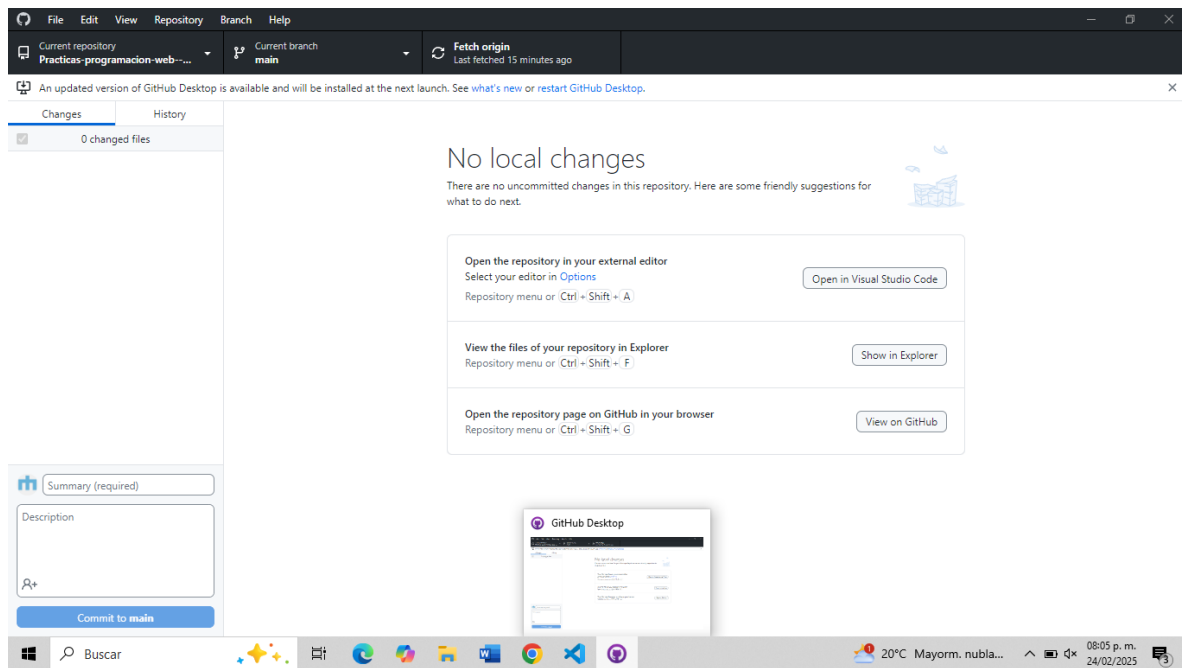 File Edit View Repository Branch Help
Current repository
Practicas-programacion-web--...
Current branch
main
Fetch origin
Last fetched 15 minutes ago
An updated version of GitHub Desktop is available and will be installed at the next launch. See what's new or restart GitHub Desktop.
Changes History
0 changed files
No local changes
There are no uncommitted changes in this repository. Here are some friendly suggestions for
what to do next.
Open the repository in your external editor
Select your editor in Options
Repository menu or Ctrl + Shift + A
Open in Visual Studio Code
View the files of your repository in Explorer
Repository menu or Ctrl + Shift + F
Show in Explorer
Open the repository page on GitHub in your browser
Repository menu or Ctrl + Shift + G
View on GitHub
Summary (required)
Description
Commit to main
GitHub Desktop
Buscar
1
20°C Mayorm. nubla...
08:05 p. m.
24/02/2025
3